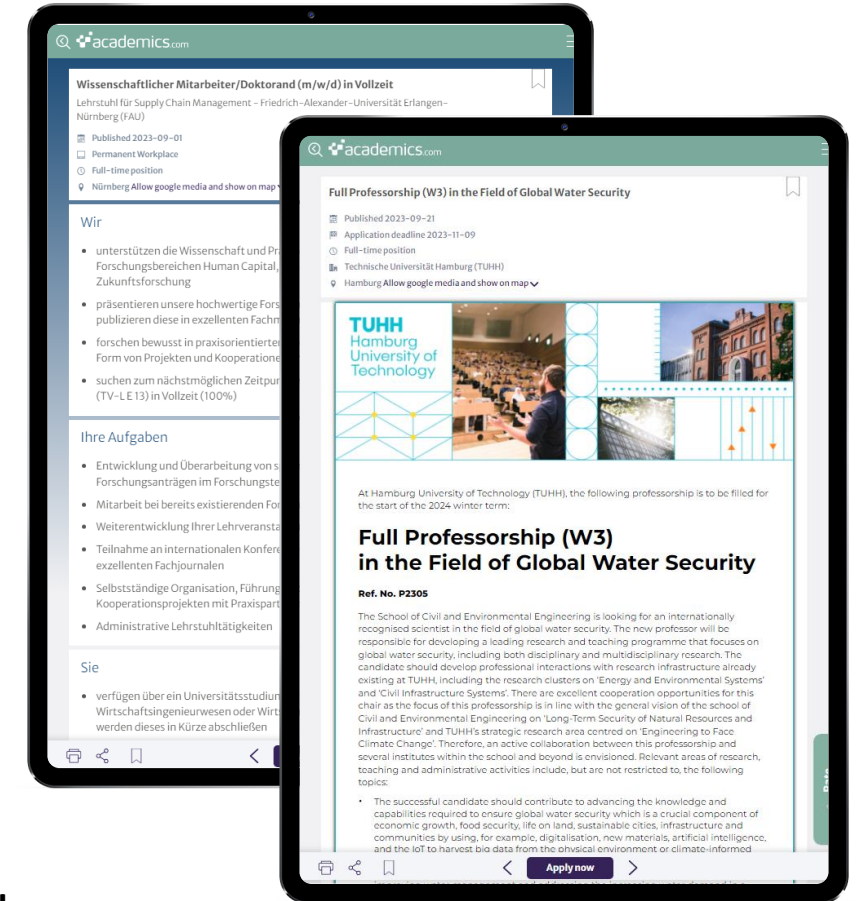 academics.com
Wissenschaftlicher Mitarbeiter/Doktorand (m/w/d) in Vollzeit
Lehrstuhl für Supply Chain Management – Friedrich-Alexander-Universität Erlangen-
Nürnberg (FAU)
Published 2023-09-01
Permanent Workplace
Full-time position
Nürnberg Allow google media and show on map
Wir
• unterstützen die Wissenschaft und
Forschungsbereichen Human Capital,
Zukunftsforschung
• präsentieren unsere hochwertige
publizieren diese in exzellenten
• forschen bewusst in praxisorientierten
Form von Projekten und
• suchen zum nächstmöglichen
(TV-L E 13) in Vollzeit (100%)
Ihre Aufgaben
• Entwicklung und Überarbeitung von
Forschungsanträgen im
• Mitarbeit bei bereits existierenden
• Weiterentwicklung Ihrer
• Teilnahme an internationalen
exzellenten Fachjournalen
• Selbstständige Organisation, Führung
Kooperationsprojekten mit
• Administrative Lehrstuhltätigkeiten
Sie
• verfügen über ein
Wirtschaftsingenieurwesen oder
werden dieses in Kürze abschließen
academics.com
Full Professorship (W3) in the Field of Global Water Security
Published 2023-09-21
Application deadline 2023-11-09
Full-time position
Technische Universität Hamburg (TUHH)
Hamburg Allow google media and show on map
TUHH
Hamburg
University of
Technology
At Hamburg University of Technology (TUHH), the following professorship is to be filled for
the start of the 2024 winter term:
Full Professorship (W3)
in the Field of Global Water Security
Ref. No. P2305
The School of Civil and Environmental Engineering is looking for an internationally
recognised scientist in the field of global water security. The new professor will be
responsible for developing a leading research and teaching programme that focuses on
global water security, including both disciplinary and multidisciplinary research. The
candidate should develop professional interactions with research infrastructure already
existing at TUHH, including the research clusters on 'Energy and Environmental Systems'
and 'Civil Infrastructure Systems'. There are excellent cooperation opportunities for this
chair as the focus of this professorship is in line with the general vision of the school of
Civil and Environmental Engineering on 'Long-Term Security of Natural Resources and
Infrastructure' and TUHH's strategic research area centred on 'Engineering to Face
Climate Change'. Therefore, an active collaboration between this professorship and
several institutes within the school and beyond is envisioned. Relevant areas of research,
teaching and administrative activities include, but are not restricted to, the following
topics:
• The successful candidate should contribute to advancing the knowledge and
capabilities required to ensure global water security which is a crucial component of
economic growth, food security, life on land, sustainable cities, infrastructure and
communities by using, for example, digitalisation, new materials, artificial intelligence,
and the IoT to harvest big data from the physical environment or climate-informed
Apply now